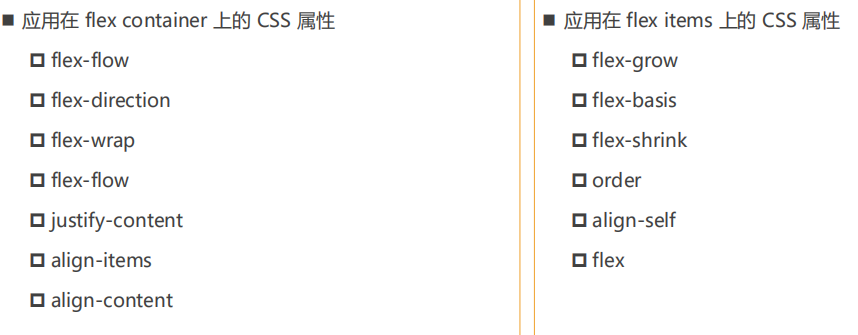 应用在 flex container 上的 CSS 属性
flex-flow
flex-direction
flex-wrap
flex-flow
justify-content
align-items
align-content
应用在 flex items 上的 CSS 属性
flex-grow
flex-basis
flex-shrink
order
align-self
flex